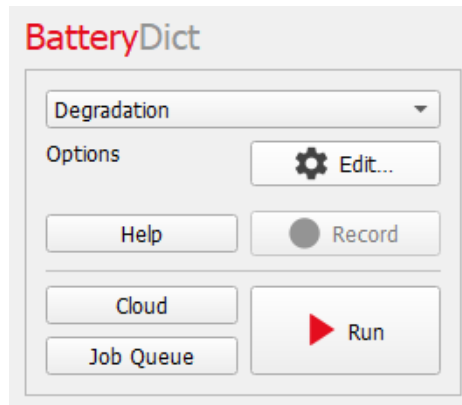 BatteryDict
Degradation
Options
Edit...
Help
Record
Cloud
Run
Job Queue